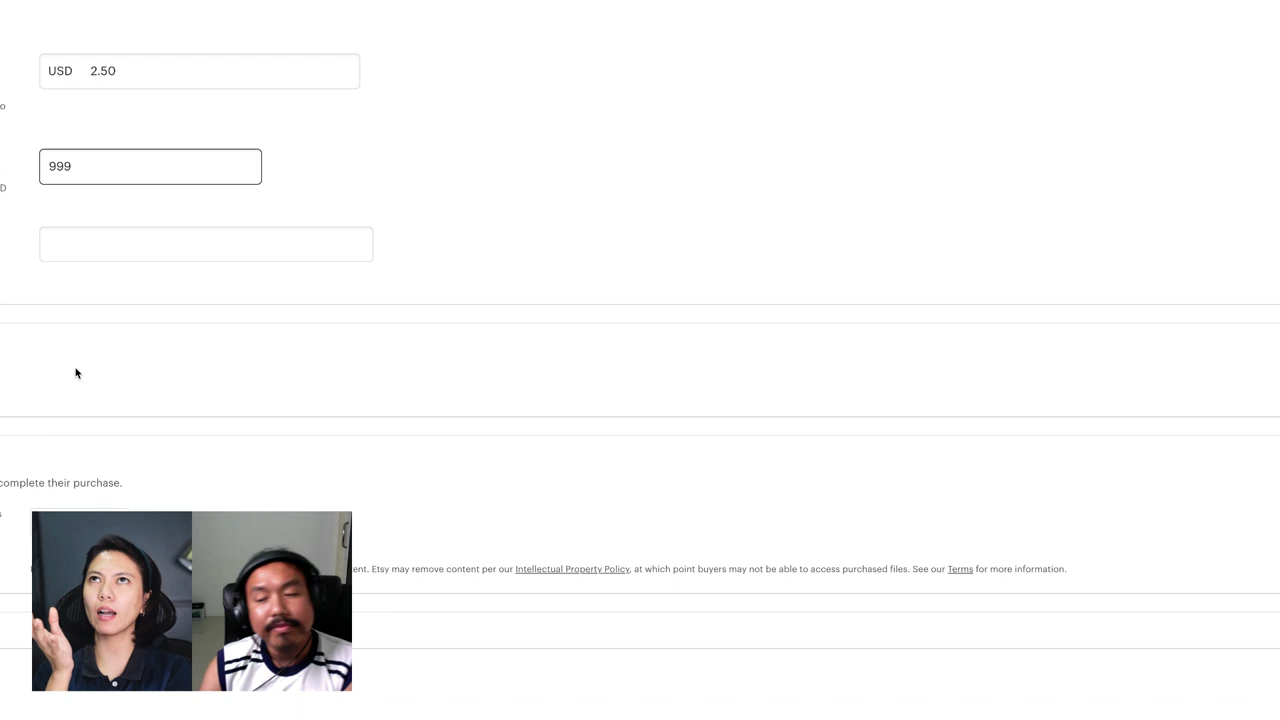 USD 2.50
o
999
D
complete their purchase.
s
ent. Etsy may remove content per our Intellectual Property Policy, at which point buyers may not be able to access purchased files. See our Terms for more information.